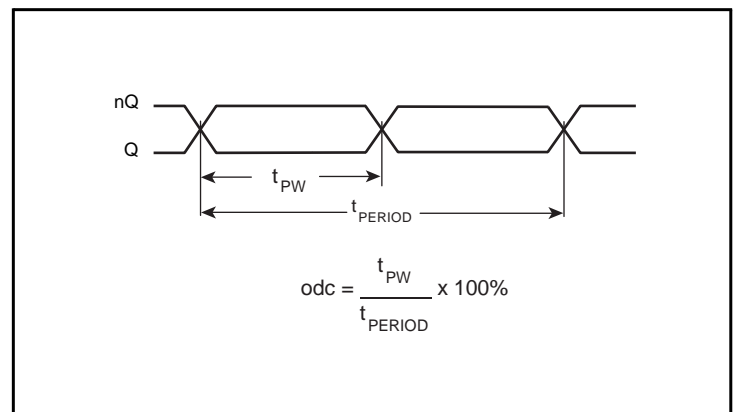 nQ
Q
tPW
tPERIOD
odc = tPW / tPERIOD x 100%